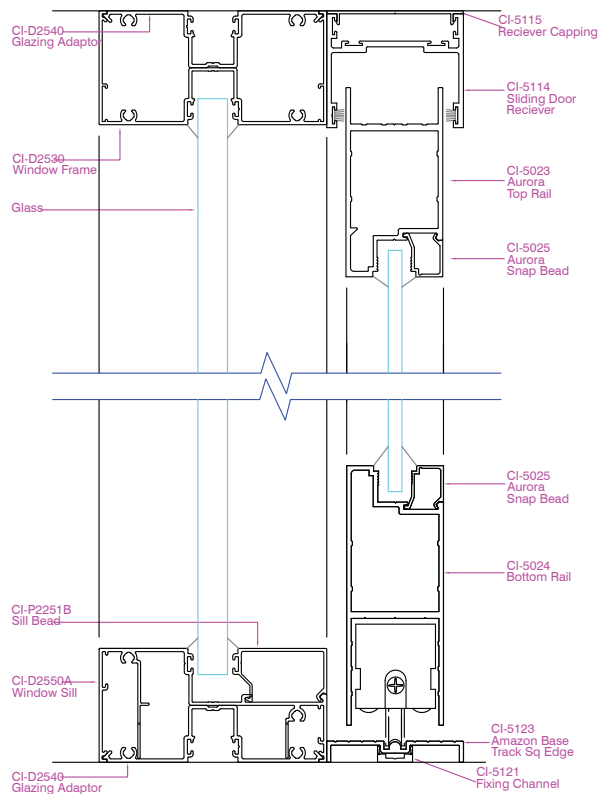 CI-D2540
Glazing Adaptor
CI-D2530
Window Frame
Glass
CI-P2251B
Sill Bead
CI-D2550A
Window Sill
CI-D2540
Glazing Adaptor
CI-5115
Reciever Capping
CI-5114
Sliding Door
Reciever
CI-5023
Aurora
Top Rail
CI-5025
Aurora
Snap Bead
CI-5025
Aurora
Snap Bead
CI-5024
Bottom Rail
CI-5123
Amazon Base
Track Sq Edge
CI-5121
Fixing Channel